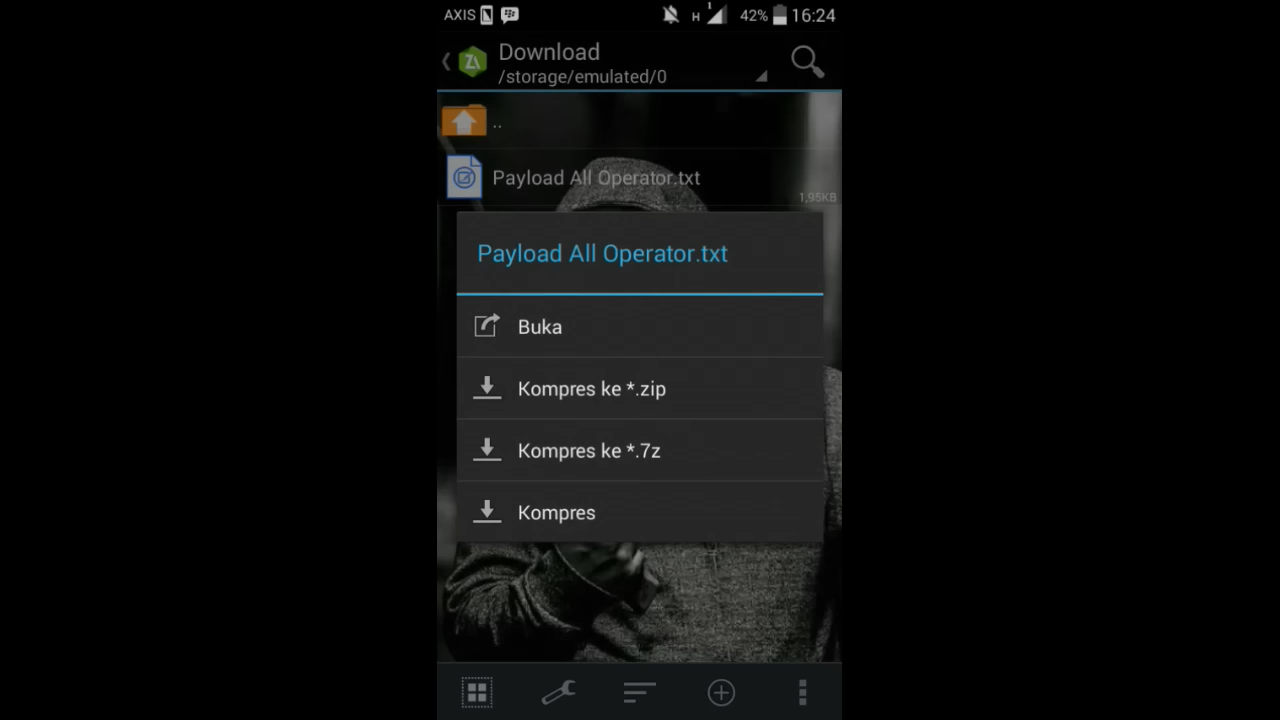 AXIS
H
1
42%
16:24
Download
/storage/emulated/0
..
Payload All Operator.txt
1,95KB
Payload All Operator.txt
Buka
Kompres ke *.zip
Kompres ke *.7z
Kompres